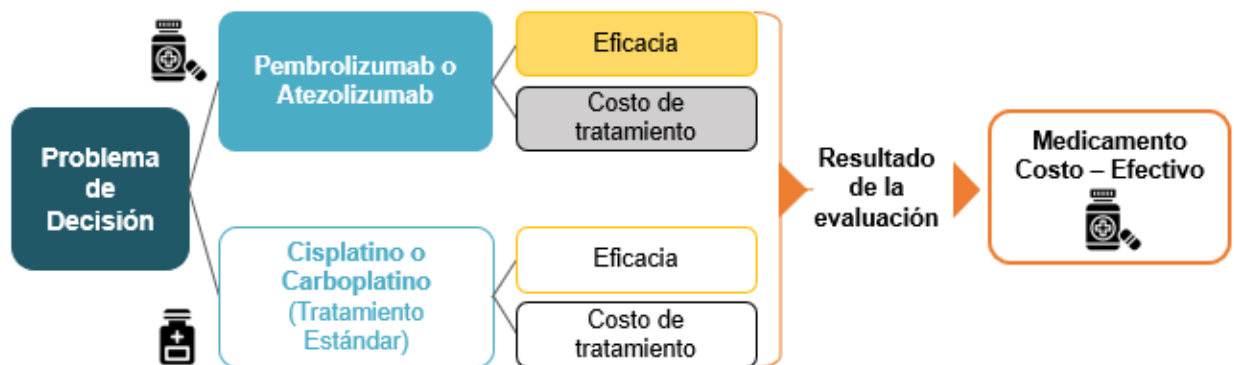 Problema
de
Decisión
Pembrolizumab o
Atezolizumab
Eficacia
Costo de
tratamiento
Cisplatino o
Carboplatino
(Tratamiento
Estándar)
Eficacia
Costo de
tratamiento
Resultado
de la
evaluación
Medicamento
Costo – Efectivo